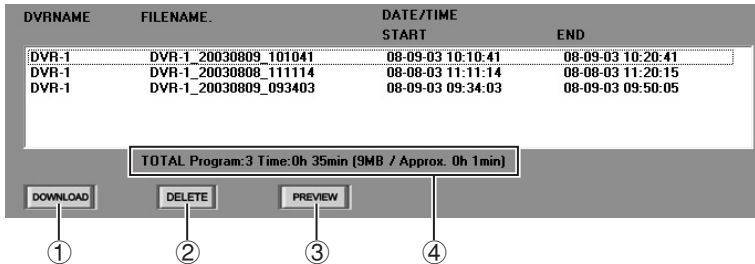 DVRNAME FILENAME. DATE/TIME
START END
DVR-1 DVR-1_20030809_101041 08-09-03 10:10:41 08-09-03 10:20:41
DVR-1 DVR-1_20030808_111114 08-08-03 11:11:14 08-08-03 11:20:15
DVR-1 DVR-1_20030809_093403 08-09-03 09:34:03 08-09-03 09:50:05
TOTAL Program:3 Time:0h 35min (9MB / Approx. 0h 1min)
DOWNLOAD DELETE PREVIEW
① ② ③ ④